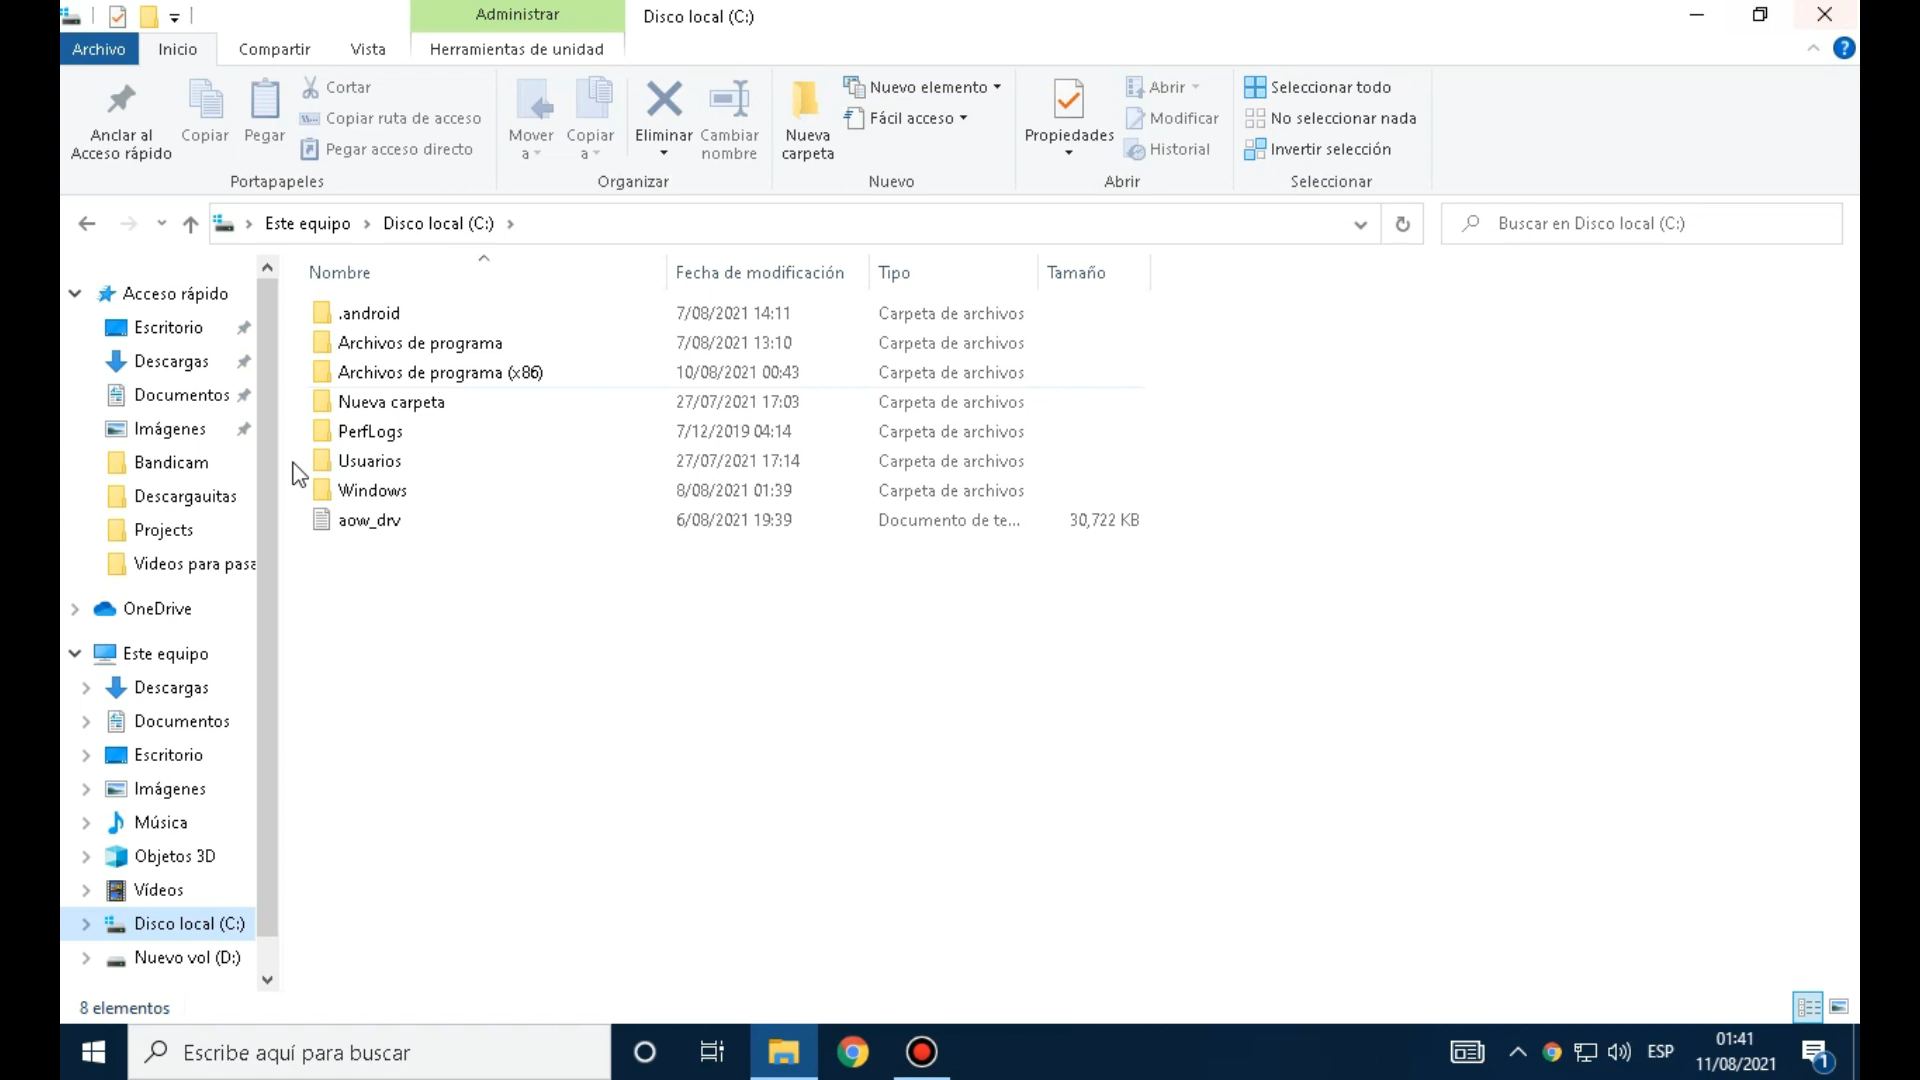 Administrar
Disco local (C:)
Archivo
Inicio
Compartir
Vista
Herramientas de unidad
Anclar al
Acceso rápido
Copiar
Pegar
Cortar
Copiar ruta de acceso
Pegar acceso directo
Portapapeles
Mover
a
Copiar
a
Eliminar
Cambiar
nombre
Organizar
Nueva
carpeta
Nuevo elemento
Fácil acceso
Nuevo
Propiedades
Abrir
Modificar
Historial
Abrir
Seleccionar todo
No seleccionar nada
Invertir selección
Seleccionar
Este equipo
Disco local (C:)
Buscar en Disco local (C:)
Acceso rápido
Escritorio
Descargas
Documentos
Imágenes
Bandicam
Descargauitas
Projects
Videos para pasa
OneDrive
Este equipo
Descargas
Documentos
Escritorio
Imágenes
Música
Objetos 3D
Vídeos
Disco local (C:)
Nuevo vol (D:)
Nombre Fecha de modificación Tipo Tamaño
.android 7/08/2021 14:11 Carpeta de archivos
Archivos de programa 7/08/2021 13:10 Carpeta de archivos
Archivos de programa (x86) 10/08/2021 00:43 Carpeta de archivos
Nueva carpeta 27/07/2021 17:03 Carpeta de archivos
PerfLogs 7/12/2019 04:14 Carpeta de archivos
Usuarios 27/07/2021 17:14 Carpeta de archivos
Windows 8/08/2021 01:39 Carpeta de archivos
aow_drv 6/08/2021 19:39 Documento de te... 30,722 KB
8 elementos
Escribe aquí para buscar
ESP
01:41
11/08/2021
1